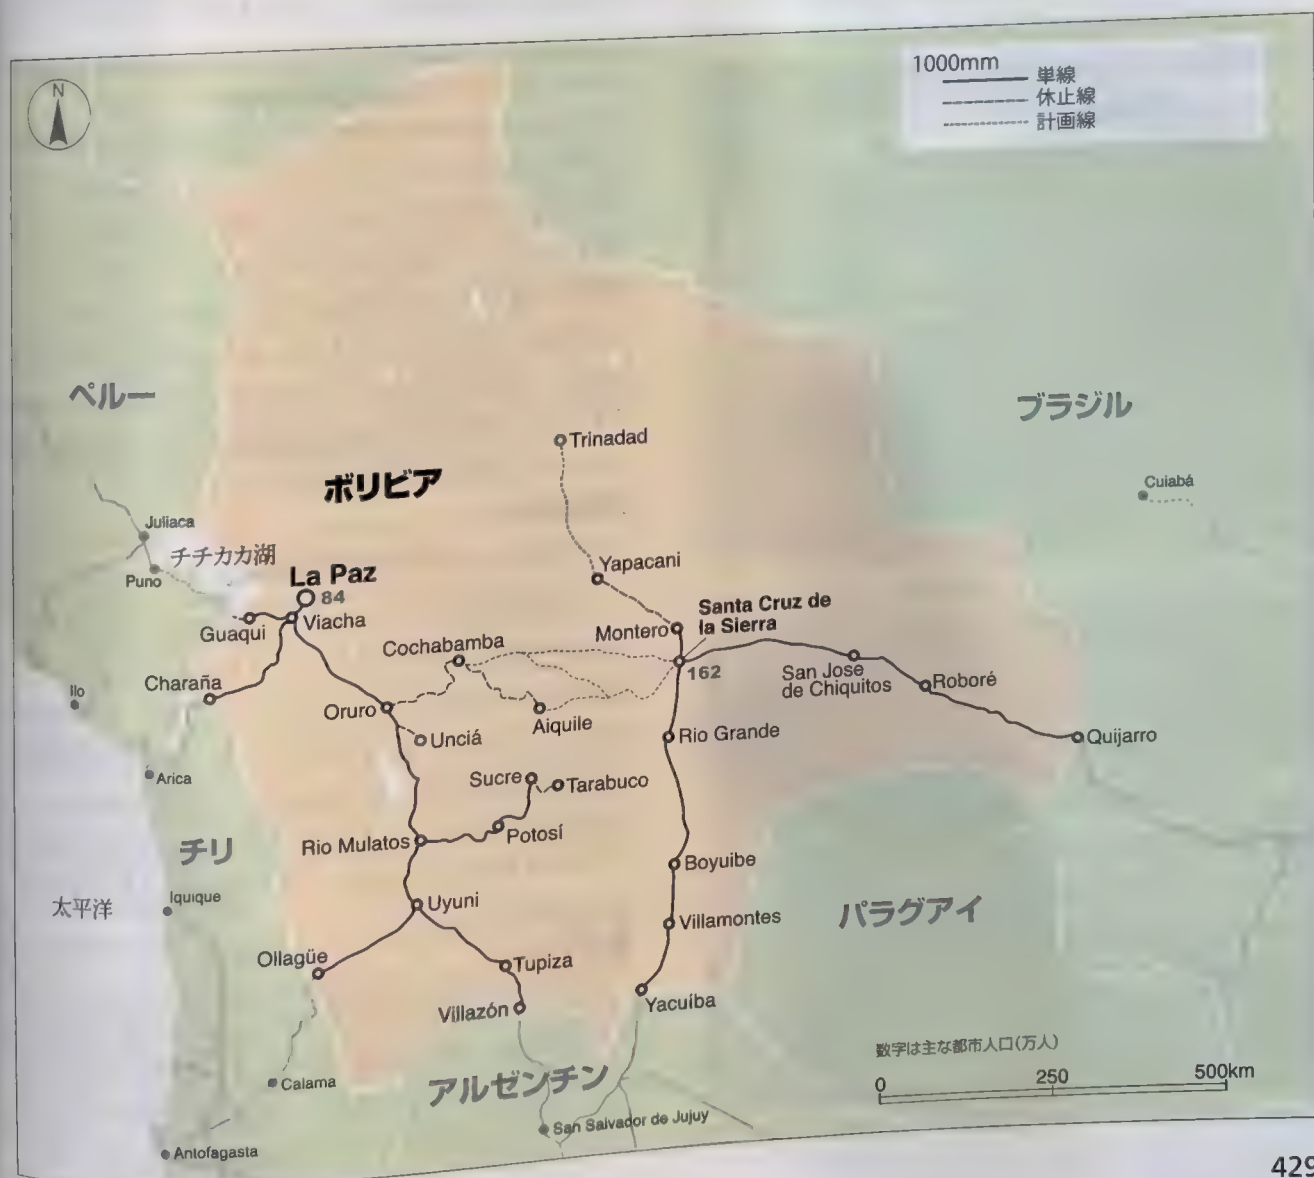 N
1000mm
単線
休止線
計画線
ペルー
ブラジル
Trinadad
ボリビア
Cuiabá
Juliaca
チチカカ湖
Puno
La Paz
84
Yapacani
Guaqui
Viacha
Santa Cruz de
la Sierra
Montero
Cochabamba
162
San Jose
de Chiquitos
Roboré
Charaña
Ilo
Oruro
Aiquile
Unciá
Rio Grande
Quijarro
Arica
Sucre
Tarabuco
Rio Mulatos
Potosí
チリ
Boyuibe
Iquique
太平洋
Uyuni
Villamontes
パラグアイ
Ollagüe
Tupiza
Villazón
Yacuíba
数字は主な都市人口(万人)
0 250 500km
Calama
アルゼンチン
San Salvador de Jujuy
Antofagasta
429